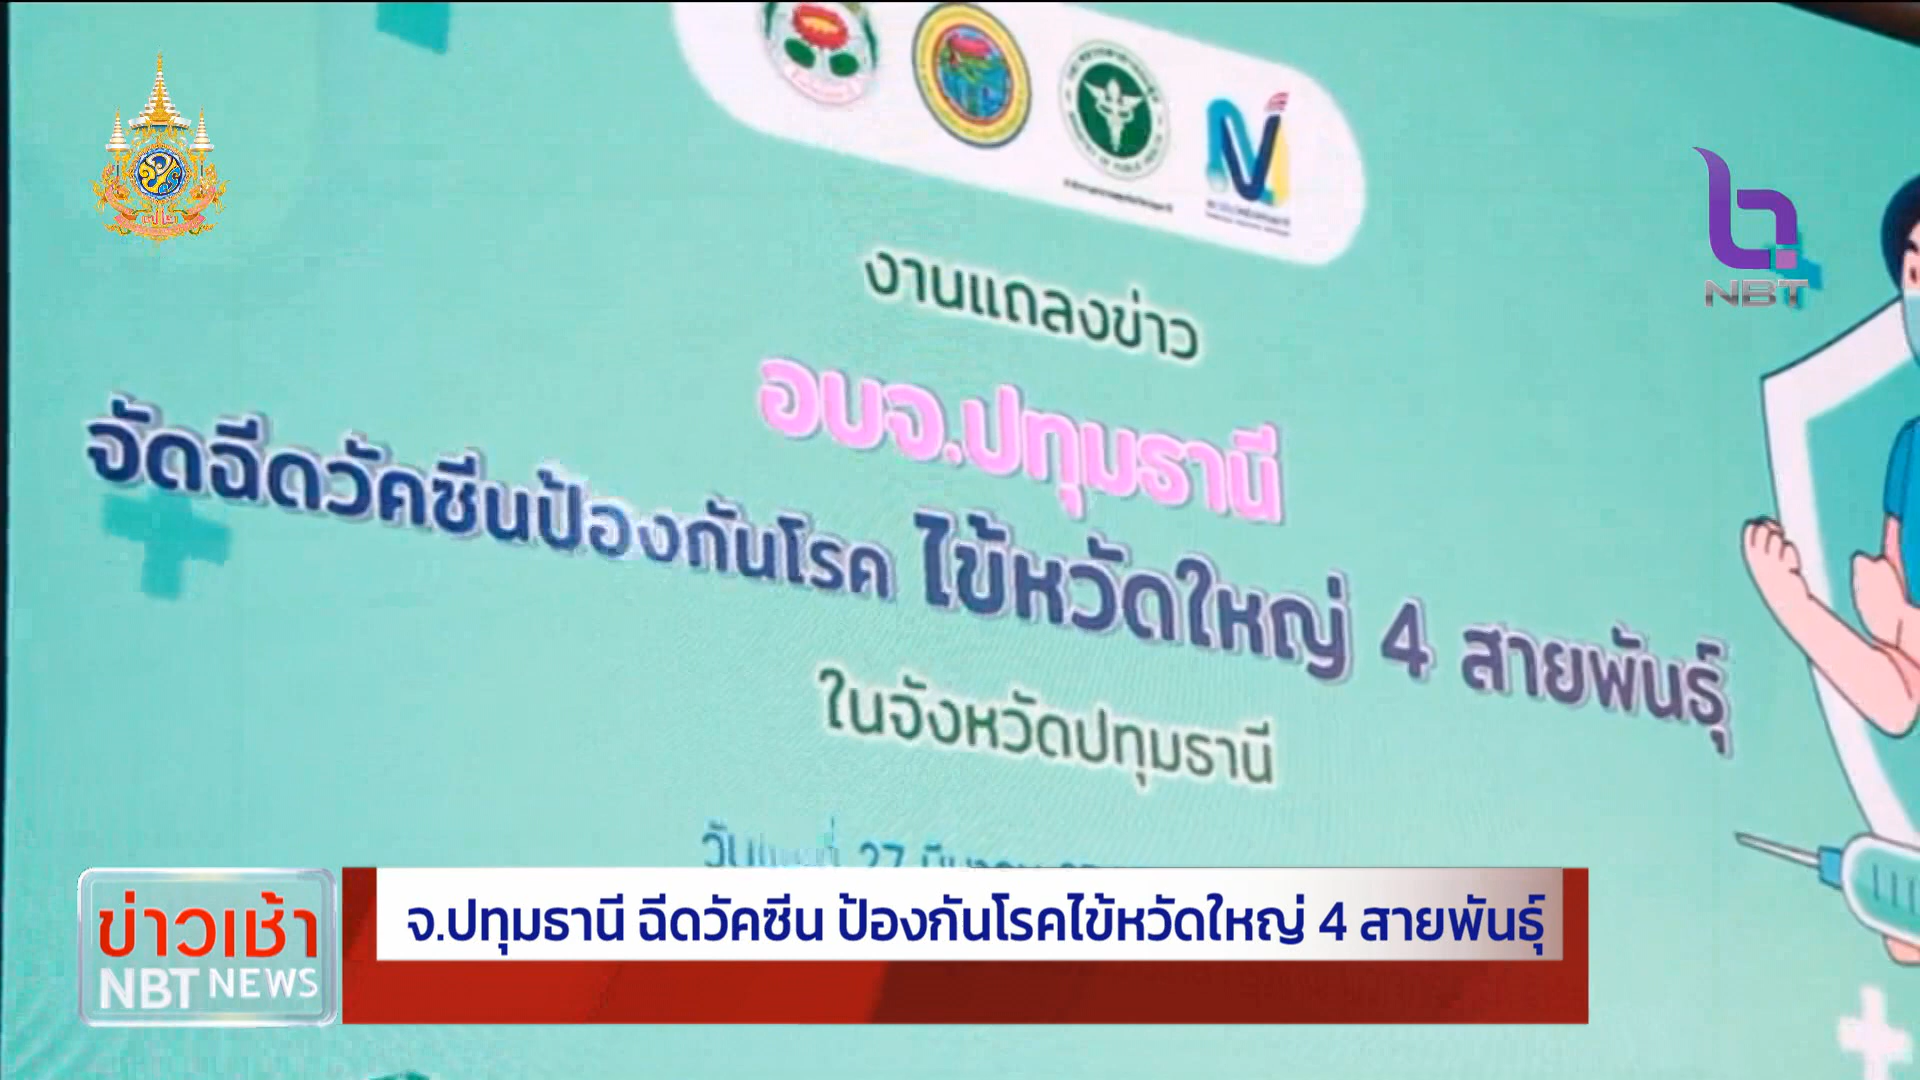 NBT
งานแถลงข่าว
อบจ.ปทุมธานี
จัดฉีดวัคซีนป้องกันโรค ไข้หวัดใหญ่ 4 สายพันธุ์
ในจังหวัดปทุมธานี
27
จ.ปทุมธานี ฉีดวัคซีน ป้องกันโรคไข้หวัดใหญ่ 4 สายพันธุ์
ข่าวเช้า
NBT NEWS